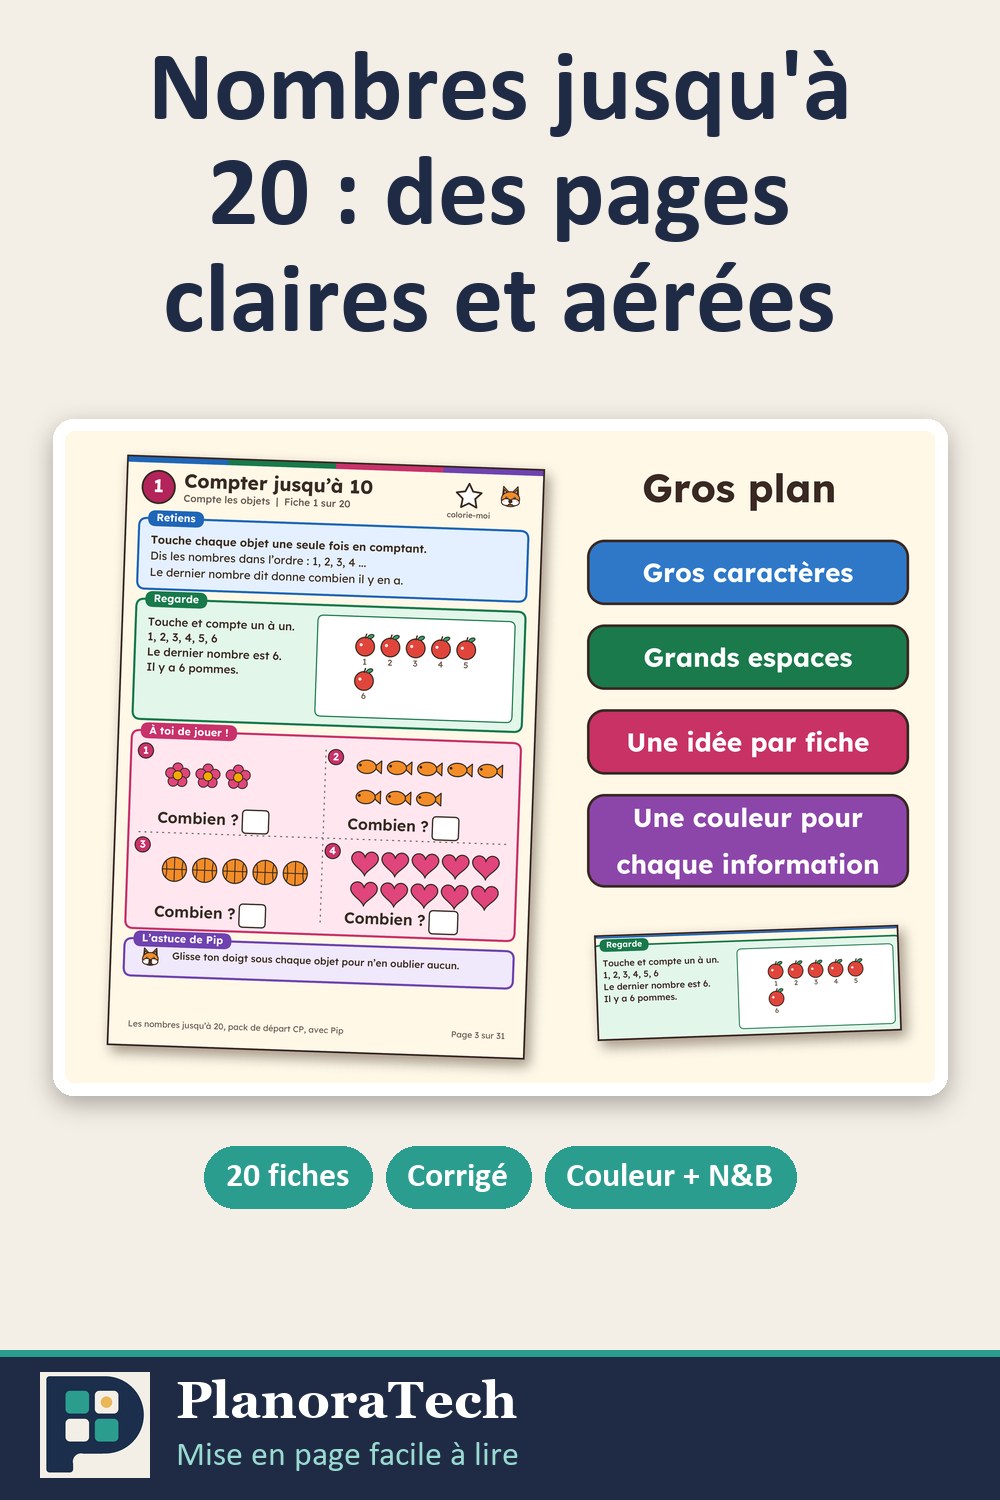 Nombres jusqu'à
20 : des pages
claires et aérées
1
Compter jusqu’à 10
Compte les objets | Fiche 1 sur 20
colorie-moi
Retiens
Touche chaque objet une seule fois en comptant.
Dis les nombres dans l’ordre : 1, 2, 3, 4 ...
Le dernier nombre dit donne combien il y en a.
Regarde
Touche et compte un à un.
1, 2, 3, 4, 5, 6
Le dernier nombre est 6.
Il y a 6 pommes.
1 2 3 4 5
6
À toi de jouer !
1
Combien ?
2
Combien ?
3
Combien ?
4
Combien ?
L’astuce de Pip
Glisse ton doigt sous chaque objet pour n’en oublier aucun.
Les nombres jusqu’à 20, pack de départ CP, avec Pip
Page 3 sur 31
Gros plan
Gros caractères
Grands espaces
Une idée par fiche
Une couleur pour
chaque information
Regarde
Touche et compte un à un.
1, 2, 3, 4, 5, 6
Le dernier nombre est 6.
Il y a 6 pommes.
1 2 3 4 5
6
20 fiches
Corrigé
Couleur + N&B
PlanoraTech
Mise en page facile à lire